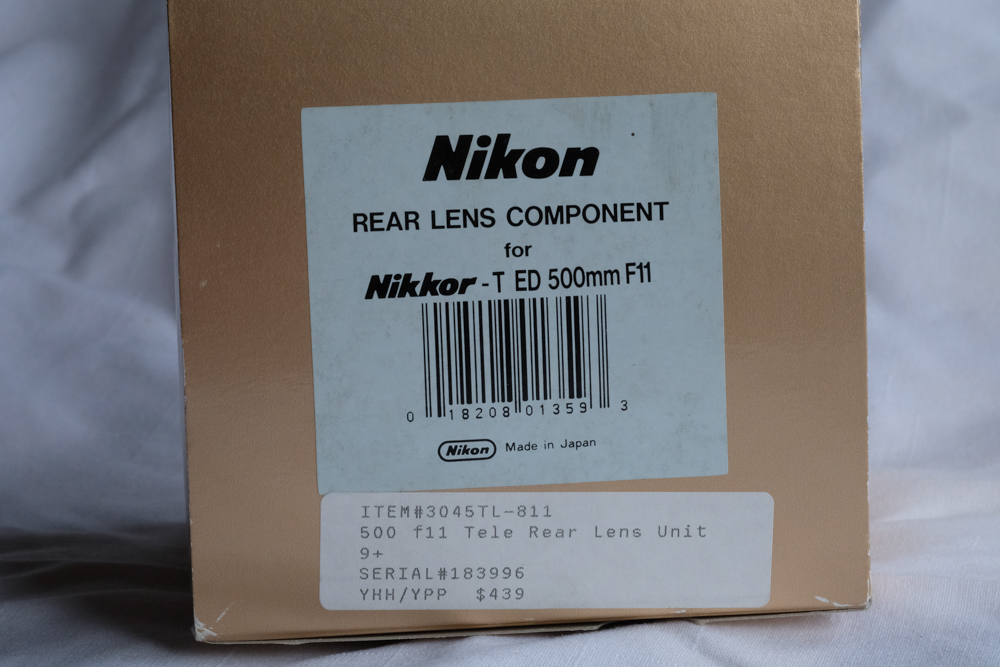 Nikon
REAR LENS COMPONENT
for
Nikkor-T ED 500mm F11
0 18208 01359 3
Nikon Made in Japan
ITEM#3045TL-811
500 f11 Tele Rear Lens Unit
9+
SERIAL#183996
YHH/YPP $439